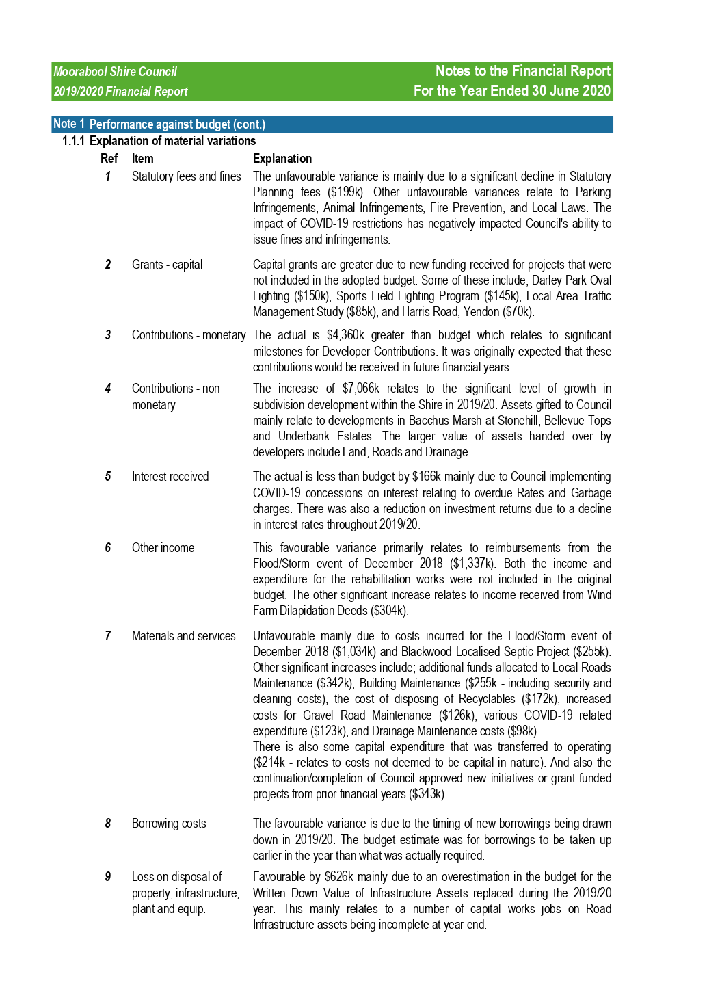 Moorabool Shire Council
Notes to the Financial Report
2019/2020 Financial Report
For the Year Ended 30 June 2020
Note 1 Performance against budget (cont.)
1.1.1 Explanation of material variations
Ref Item Explanation
1 Statutory fees and fines The unfavourable variance is mainly due to a significant decline in Statutory
Planning fees ($199k). Other unfavourable variances relate to Parking
Infringements, Animal Infringements, Fire Prevention, and Local Laws. The
impact of COVID-19 restrictions has negatively impacted Council's ability to
issue fines and infringements.
2 Grants - capital Capital grants are greater due to new funding received for projects that were
not included in the adopted budget. Some of these include; Darley Park Oval
Lighting ($150k), Sports Field Lighting Program ($145k), Local Area Traffic
Management Study ($85k), and Harris Road, Yendon ($70k).
3 Contributions - monetary The actual is $4,360k greater than budget which relates to significant
milestones for Developer Contributions. It was originally expected that these
contributions would be received in future financial years.
4 Contributions - non The increase of $7,066k relates to the significant level of growth in
monetary subdivision development within the Shire in 2019/20. Assets gifted to Council
mainly relate to developments in Bacchus Marsh at Stonehill, Bellevue Tops
and Underbank Estates. The larger value of assets handed over by
developers include Land, Roads and Drainage.
5 Interest received The actual is less than budget by $166k mainly due to Council implementing
COVID-19 concessions on interest relating to overdue Rates and Garbage
charges. There was also a reduction on investment returns due to a decline
in interest rates throughout 2019/20.
6 Other income This favourable variance primarily relates to reimbursements from the
Flood/Storm event of December 2018 ($1,337k). Both the income and
expenditure for the rehabilitation works were not included in the original
budget. The other significant increase relates to income received from Wind
Farm Dilapidation Deeds ($304k).
7 Materials and services Unfavourable mainly due to costs incurred for the Flood/Storm event of
December 2018 ($1,034k) and Blackwood Localised Septic Project ($255k).
Other significant increases include; additional funds allocated to Local Roads
Maintenance ($342k), Building Maintenance ($255k - including security and
cleaning costs), the cost of disposing of Recyclables ($172k), increased
costs for Gravel Road Maintenance ($126k), various COVID-19 related
expenditure ($123k), and Drainage Maintenance costs ($98k).
There is also some capital expenditure that was transferred to operating
($214k - relates to costs not deemed to be capital in nature). And also the
continuation/completion of Council approved new initiatives or grant funded
projects from prior financial years ($343k).
8 Borrowing costs The favourable variance is due to the timing of new borrowings being drawn
down in 2019/20. The budget estimate was for borrowings to be taken up
earlier in the year than what was actually required.
9 Loss on disposal of Favourable by $626k mainly due to an overestimation in the budget for the
property, infrastructure, Written Down Value of Infrastructure Assets replaced during the 2019/20
plant and equip. year. This mainly relates to a number of capital works jobs on Road
Infrastructure assets being incomplete at year end.